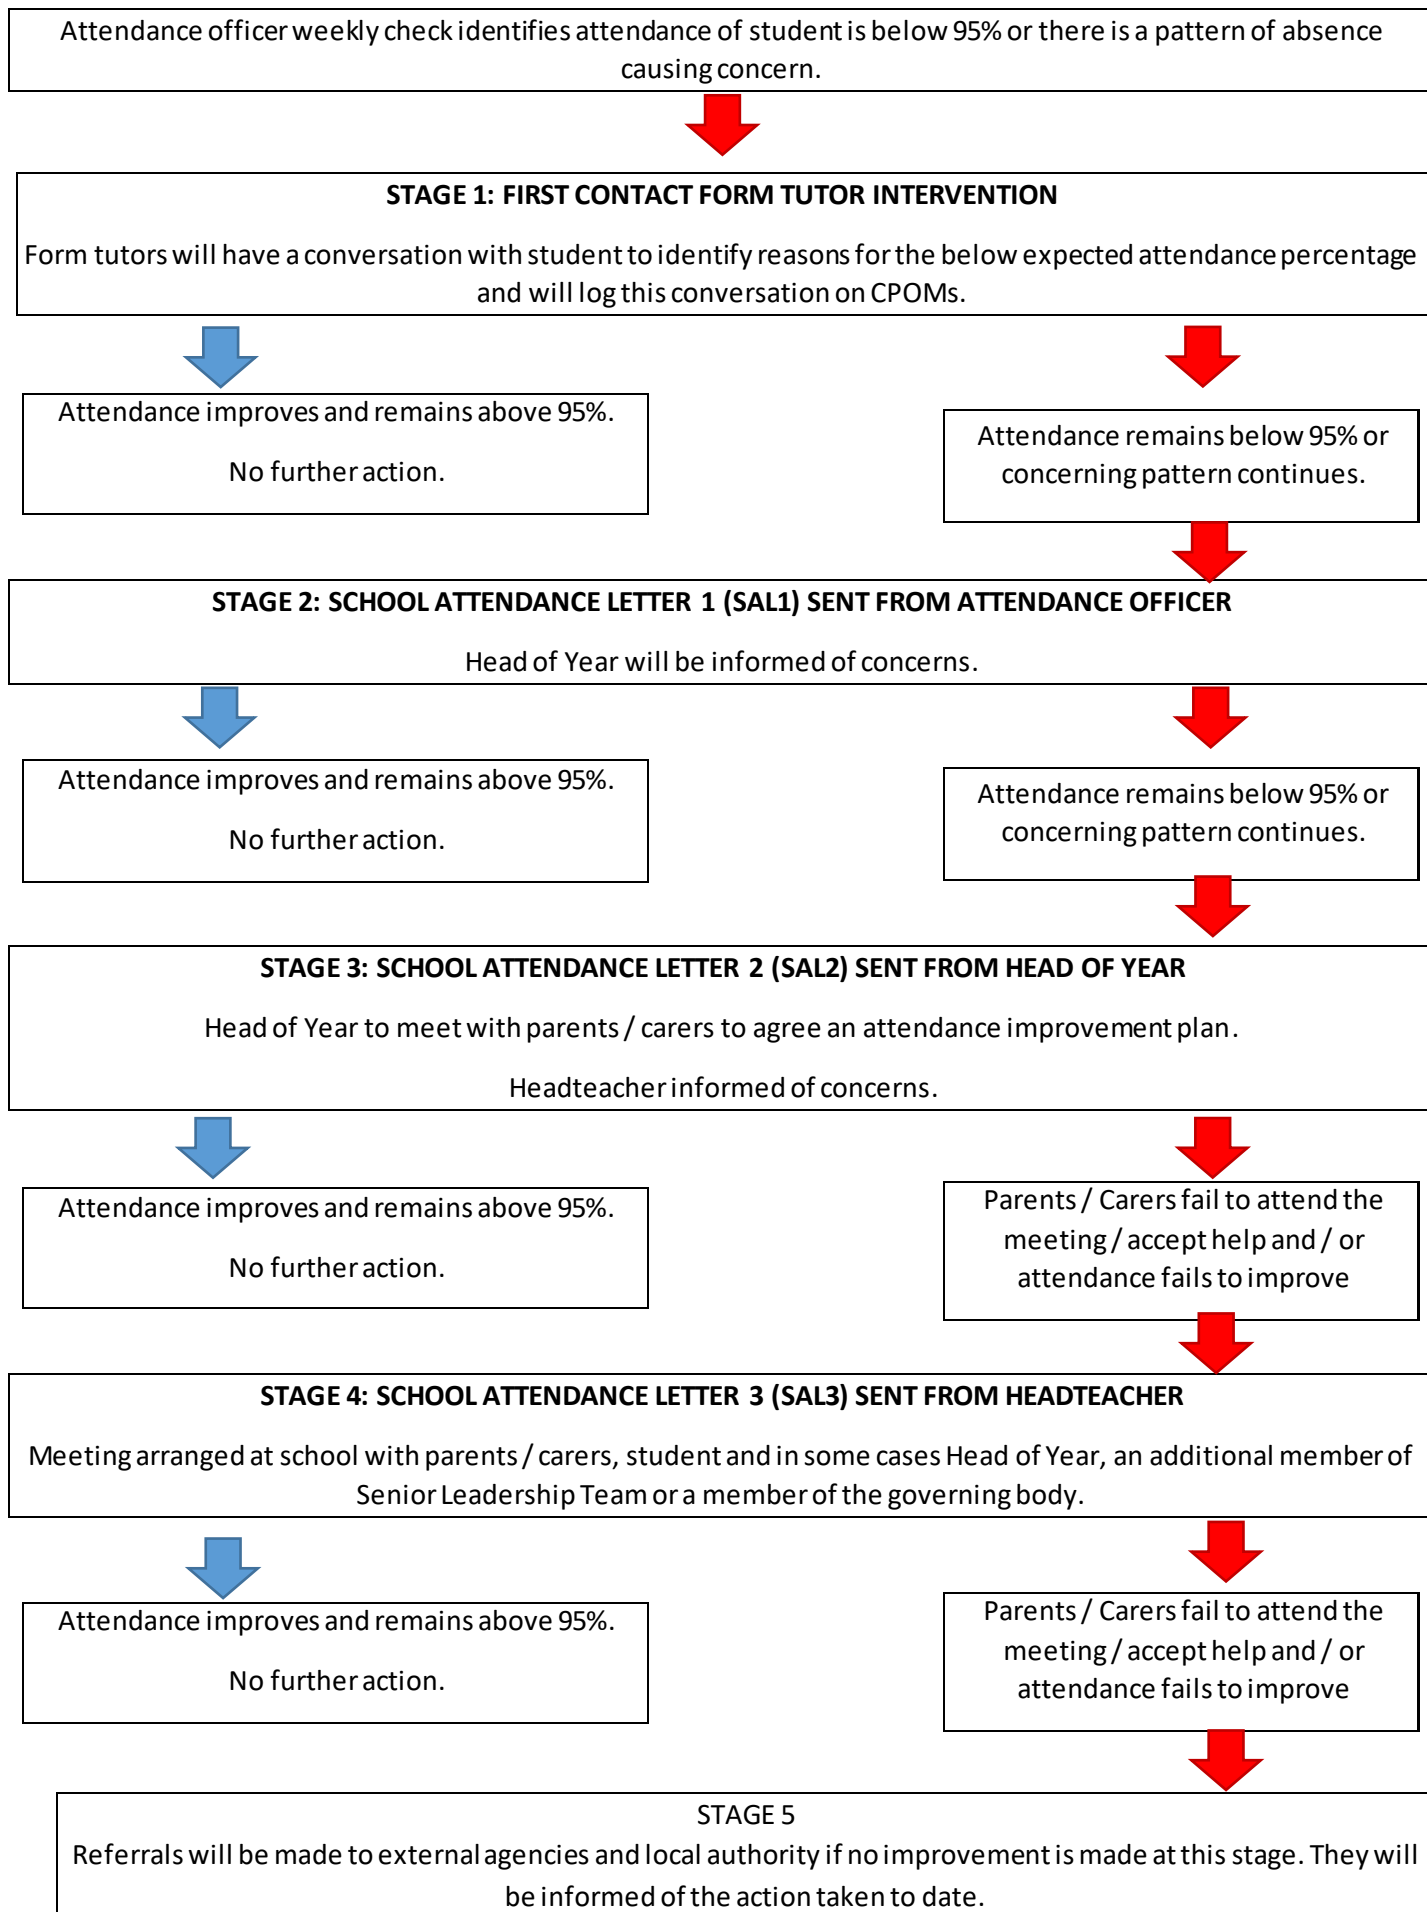 Attendance officer weekly check identifies attendance of student is below 95% or there is a pattern of absence
causing concern.
STAGE 1: FIRST CONTACT FORM TUTOR INTERVENTION
Form tutors will have a conversation with student to identify reasons for the below expected attendance percentage
and will log this conversation on CPOMs.
Attendance improves and remains above 95%.
No further action.
Attendance remains below 95% or
concerning pattern continues.
STAGE 2: SCHOOL ATTENDANCE LETTER 1 (SAL1) SENT FROM ATTENDANCE OFFICER
Head of Year will be informed of concerns.
Attendance improves and remains above 95%.
No further action.
Attendance remains below 95% or
concerning pattern continues.
STAGE 3: SCHOOL ATTENDANCE LETTER 2 (SAL2) SENT FROM HEAD OF YEAR
Head of Year to meet with parents / carers to agree an attendance improvement plan.
Headteacher informed of concerns.
Attendance improves and remains above 95%.
No further action.
Parents / Carers fail to attend the
meeting / accept help and / or
attendance fails to improve
STAGE 4: SCHOOL ATTENDANCE LETTER 3 (SAL3) SENT FROM HEADTEACHER
Meeting arranged at school with parents / carers, student and in some cases Head of Year, an additional member of
Senior Leadership Team or a member of the governing body.
Attendance improves and remains above 95%.
No further action.
Parents / Carers fail to attend the
meeting / accept help and / or
attendance fails to improve
STAGE 5
Referrals will be made to external agencies and local authority if no improvement is made at this stage. They will
be informed of the action taken to date.